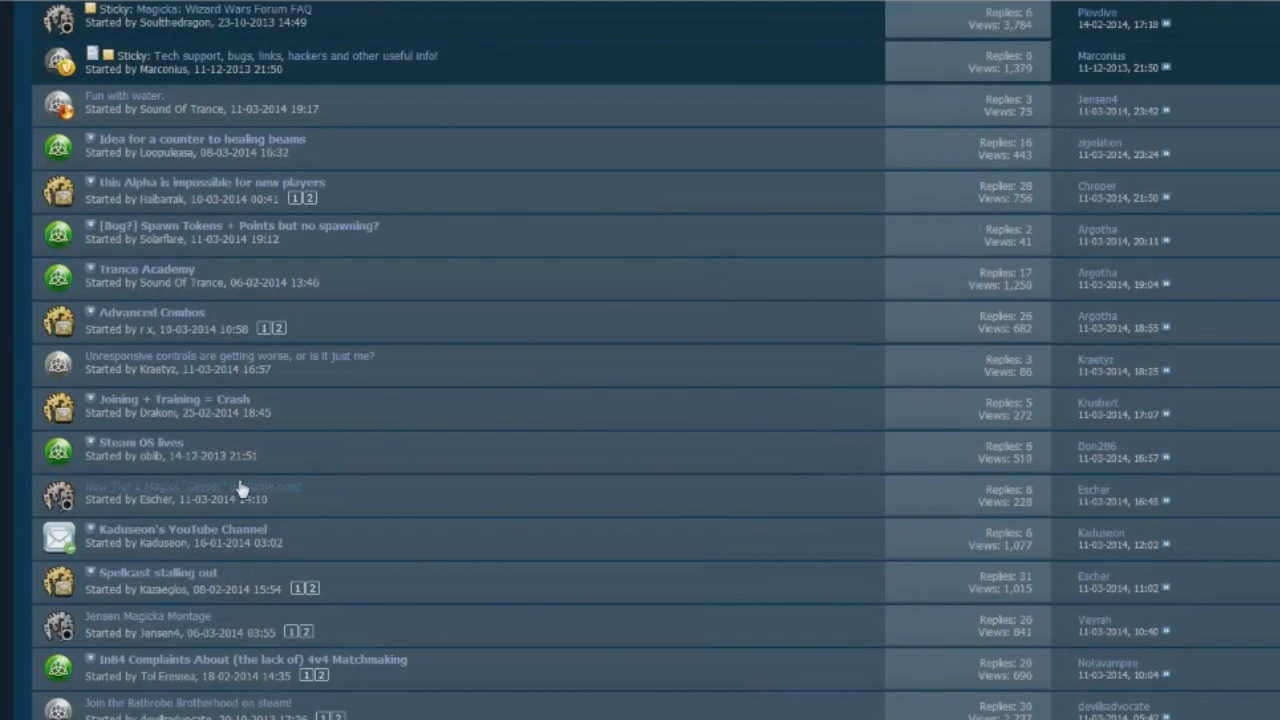 Sticky: Magicka: Wizard Wars Forum FAQ
Started by Soulthedragon, 23-10-2013 14:49
Replies: 6
Views: 3,784
Plovdive
14-02-2014, 17:18
Sticky: Tech support, bugs, links, hackers and other useful info!
Started by Marconius, 11-12-2013 21:50
Replies: 0
Views: 1,379
Marconius
11-12-2013, 21:50
Fun with water.
Started by Sound Of Trance, 11-03-2014 19:17
Replies: 3
Views: 75
Jensen4
11-03-2014, 23:42
Idea for a counter to healing beams
Started by Loopuleasa, 08-03-2014 16:32
Replies: 16
Views: 443
11-03-2014, 23:24
this Alpha is impossible for new players
Started by Haibarrak, 10-03-2014 00:41 1 2
Replies: 28
Views: 756
Chroper
11-03-2014, 21:50
[Bug?] Spawn Tokens + Points but no spawning?
Started by Solarflare, 11-03-2014 19:12
Replies: 2
Views: 41
Argotha
11-03-2014, 20:11
Trance Academy
Started by Sound Of Trance, 06-02-2014 13:46
Replies: 17
Views: 1,250
Argotha
11-03-2014, 19:04
Advanced Combos
Started by r x, 10-03-2014 10:58 1 2
Replies: 26
Views: 682
Argotha
11-03-2014, 18:55
Unresponsive controls are getting worse, or is it just me?
Started by Kraetyz, 11-03-2014 16:57
Replies: 3
Views: 86
Kraetyz
11-03-2014, 18:25
Joining + Training = Crash
Started by Drakoni, 25-02-2014 18:45
Replies: 5
Views: 272
Krusbert
11-03-2014, 17:07
Steam OS lives
Started by oblib, 14-12-2013 21:51
Replies: 6
Views: 510
Don286
11-03-2014, 16:57
New Tier 1 Magick "Geyser" now!
Started by Escher, 11-03-2014 14:10
Replies: 8
Views: 228
Escher
11-03-2014, 16:45
Kaduseon's YouTube Channel
Started by Kaduseon, 16-01-2014 03:02
Replies: 6
Views: 1,077
Kaduseon
11-03-2014, 12:02
Spellcast stalling out
Started by Kazaeglos, 08-02-2014 15:54 1 2
Replies: 31
Views: 1,015
Escher
11-03-2014, 11:02
Jensen Magicka Montage
Started by Jensen4, 06-03-2014 03:55 1 2
Replies: 26
Views: 841
Veyrah
11-03-2014, 10:40
InB4 Complaints About (the lack of) 4v4 Matchmaking
Started by Tol Eressea, 18-02-2014 14:35 1 2
Replies: 20
Views: 696
Notavampire
11-03-2014, 10:04
Join the Bathrobe Brotherhood on steam!
Started by devilsadvocate, 1 2
Replies: 30
Views:
devilsadvocate
11-03-2014,